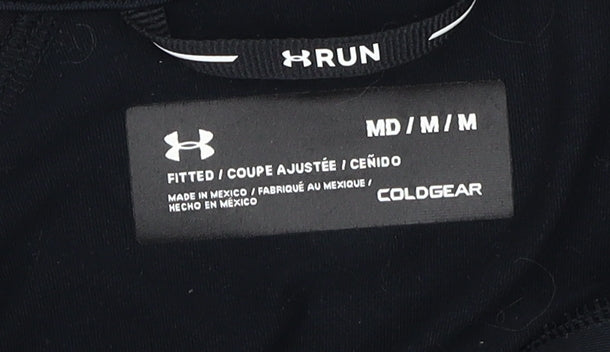 RUN
MD / M / M
FITTED / COUPE AJUSTÉE / CEÑIDO
MADE IN MEXICO / FABRIQUÉ AU MEXIQUE /
HECHO EN MÉXICO
COLDGEAR